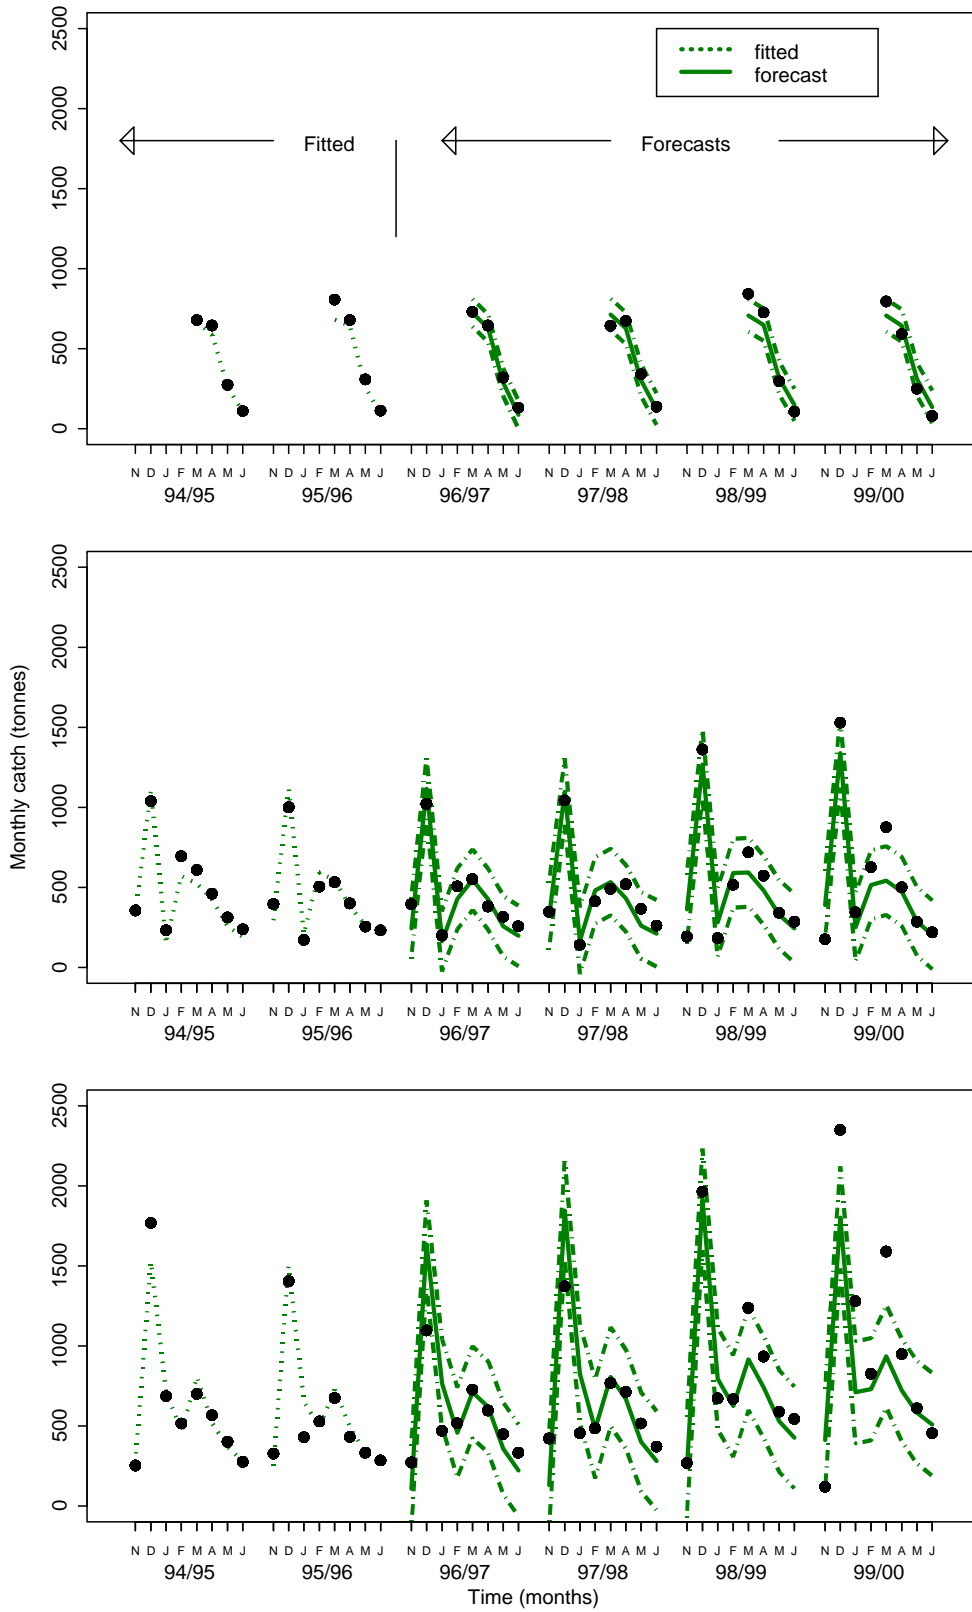 2500
2000
1500
1000
500
0
fitted
forecast
Fitted
Forecasts
N D J F M A M J N D J F M A M J N D J F M A M J N D J F M A M J N D J F M A M J N D J F M A M J
94/95 95/96 96/97 97/98 98/99 99/00
Monthly catch (tonnes)
2500
2000
1500
1000
500
0
N D J F M A M J N D J F M A M J N D J F M A M J N D J F M A M J N D J F M A M J N D J F M A M J
94/95 95/96 96/97 97/98 98/99 99/00
2500
2000
1500
1000
500
0
N D J F M A M J N D J F M A M J N D J F M A M J N D J F M A M J N D J F M A M J N D J F M A M J
94/95 95/96 96/97 97/98 98/99 99/00
Time (months)